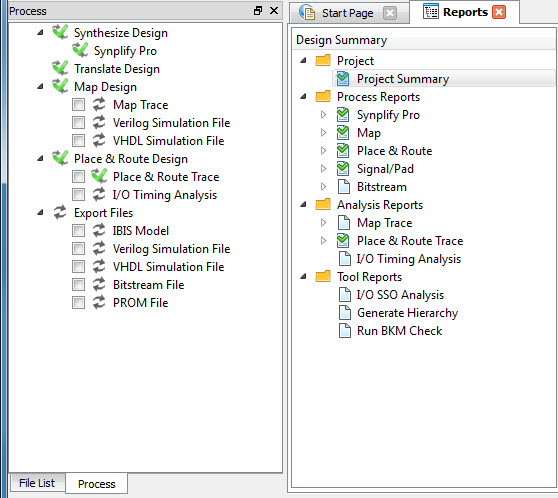 Process
Synthesize Design
Synplify Pro
Translate Design
Map Design
Map Trace
Verilog Simulation File
VHDL Simulation File
Place & Route Design
Place & Route Trace
I/O Timing Analysis
Export Files
IBIS Model
Verilog Simulation File
VHDL Simulation File
Bitstream File
PROM File
File List
Process
Start Page
Reports
Design Summary
Project
Project Summary
Process Reports
Synplify Pro
Map
Place & Route
Signal/Pad
Bitstream
Analysis Reports
Map Trace
Place & Route Trace
I/O Timing Analysis
Tool Reports
I/O SSO Analysis
Generate Hierarchy
Run BKM Check